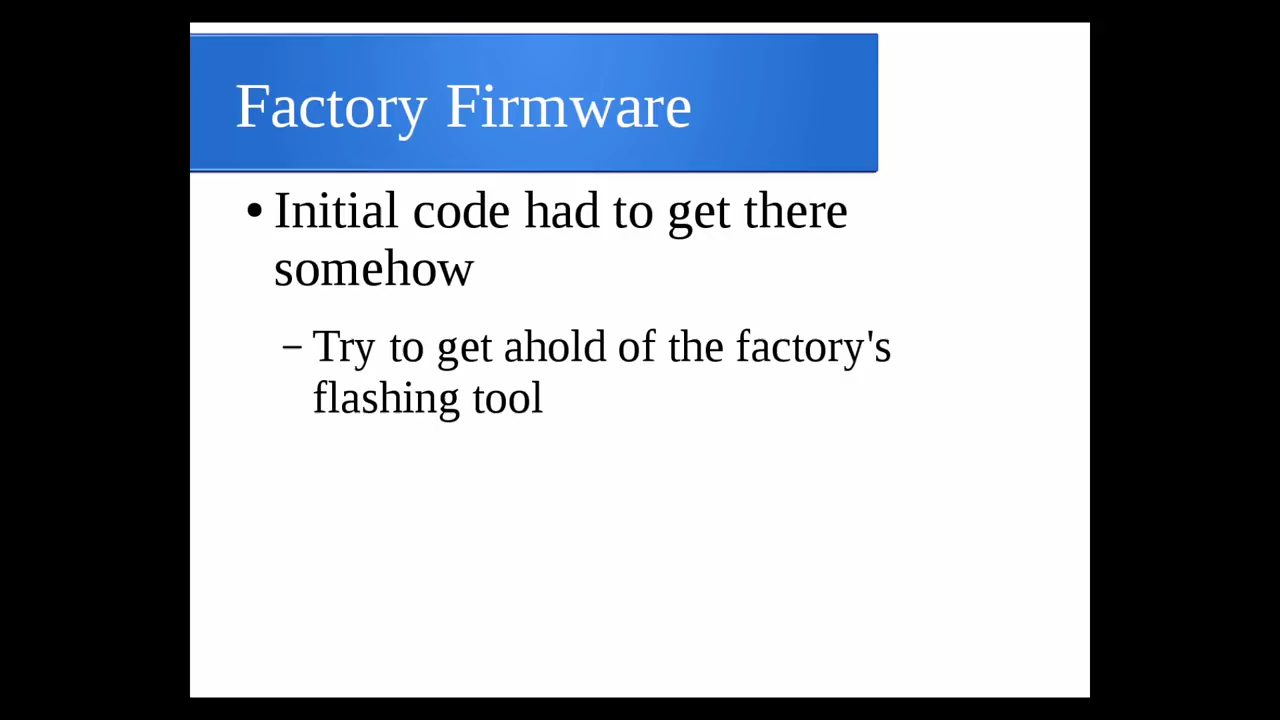 Factory Firmware
• Initial code had to get there
somehow
– Try to get ahold of the factory's
flashing tool